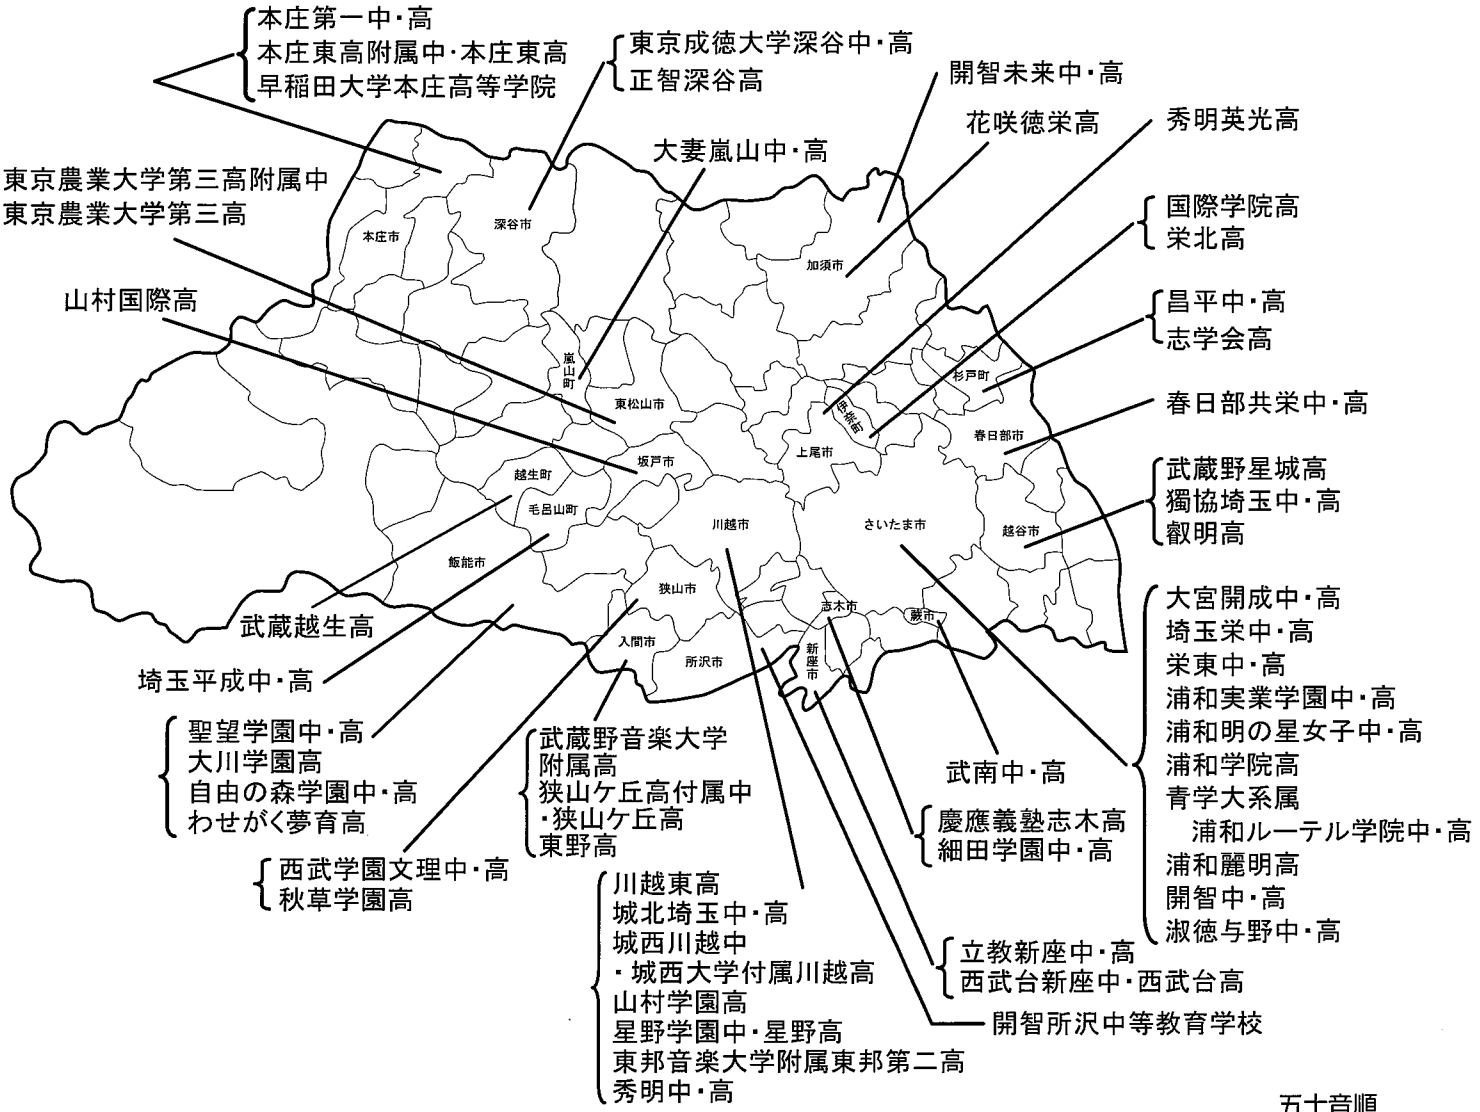 本庄第一中・高
本庄東高附属中・本庄東高
早稲田大学本庄高等学院
東京成徳大学深谷中・高
正智深谷高
開智未来中・高
花咲徳栄高
秀明英光高
大妻嵐山中・高
東京農業大学第三高附属中
東京農業大学第三高
国際学院高
栄北高
山村国際高
昌平中・高
志学会高
春日部共栄中・高
武蔵野星城高
獨協埼玉中・高
叡明高
本庄市
深谷市
加須市
嵐山町
東松山市
杉戸町
伊奈町
春日部市
上尾市
坂戸市
越生町
毛呂山町
川越市
さいたま市
越谷市
飯能市
狭山市
志木市
蕨市
入間市
所沢市
新座市
武蔵越生高
埼玉平成中・高
聖望学園中・高
大川学園高
自由の森学園中・高
わせがく夢育高
西武学園文理中・高
秋草学園高
武蔵野音楽大学
附属高
狭山ケ丘高付属中
・狭山ケ丘高
東野高
川越東高
城北埼玉中・高
城西川越中
・城西大学付属川越高
山村学園高
星野学園中・星野高
東邦音楽大学附属東邦第二高
秀明中・高
武南中・高
慶應義塾志木高
細田学園中・高
立教新座中・高
西武台新座中・西武台高
開智所沢中等教育学校
大宮開成中・高
埼玉栄中・高
栄東中・高
浦和実業学園中・高
浦和明の星女子中・高
浦和学院高
青学大系属
浦和ルーテル学院中・高
浦和麗明高
開智中・高
淑徳与野中・高
五十音順